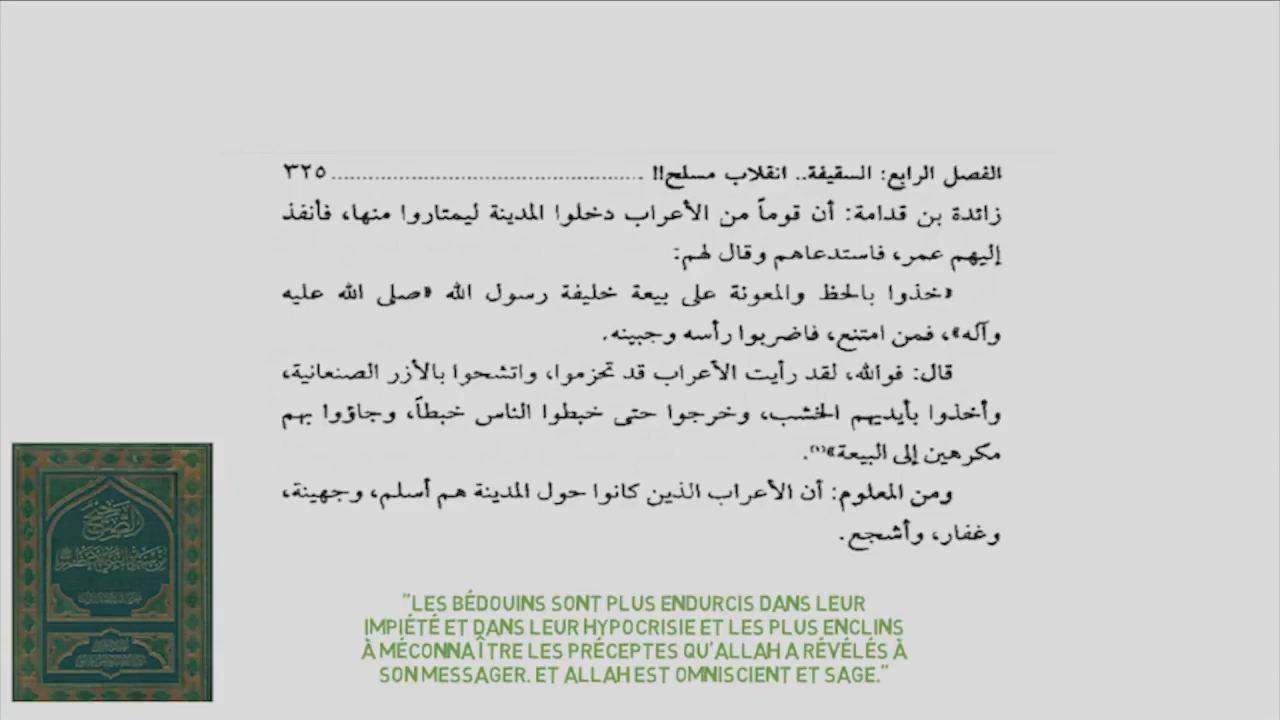 الفصل الرابع: السقيفة.. انقلاب مسلح!! ............................................... ٣٢٥
زائدة بن قدامة: أن قوماً من الأعراب دخلوا المدينة ليمتاروا منها، فأنفذ
إليهم عمر، فاستدعاهم وقال لهم:
«خذوا بالحظ والمعونة على بيعة خليفة رسول الله «صلى الله عليه
وآله»، فمن امتنع، فاضربوا رأسه وجبينه.
قال: فوالله، لقد رأيت الأعراب قد تحزموا، واتشحوا بالأزر الصنعانية،
وأخذوا بأيديهم الخشب، وخرجوا حتى خبطوا الناس خبطاً، وجاؤوا بهم
مكرهين إلى البيعة»(١).
ومن المعلوم: أن الأعراب الذين كانوا حول المدينة هم أسلم، وجهينة،
وغفار، وأشجع.
الصحيح
"LES BÉDOUINS SONT PLUS ENDURCIS DANS LEUR
IMPIÉTÉ ET DANS LEUR HYPOCRISIE ET LES PLUS ENCLINS
À MÉCONNAÎTRE LES PRÉCEPTES QU'ALLAH A RÉVÉLÉS À
SON MESSAGER. ET ALLAH EST OMNISCIENT ET SAGE."